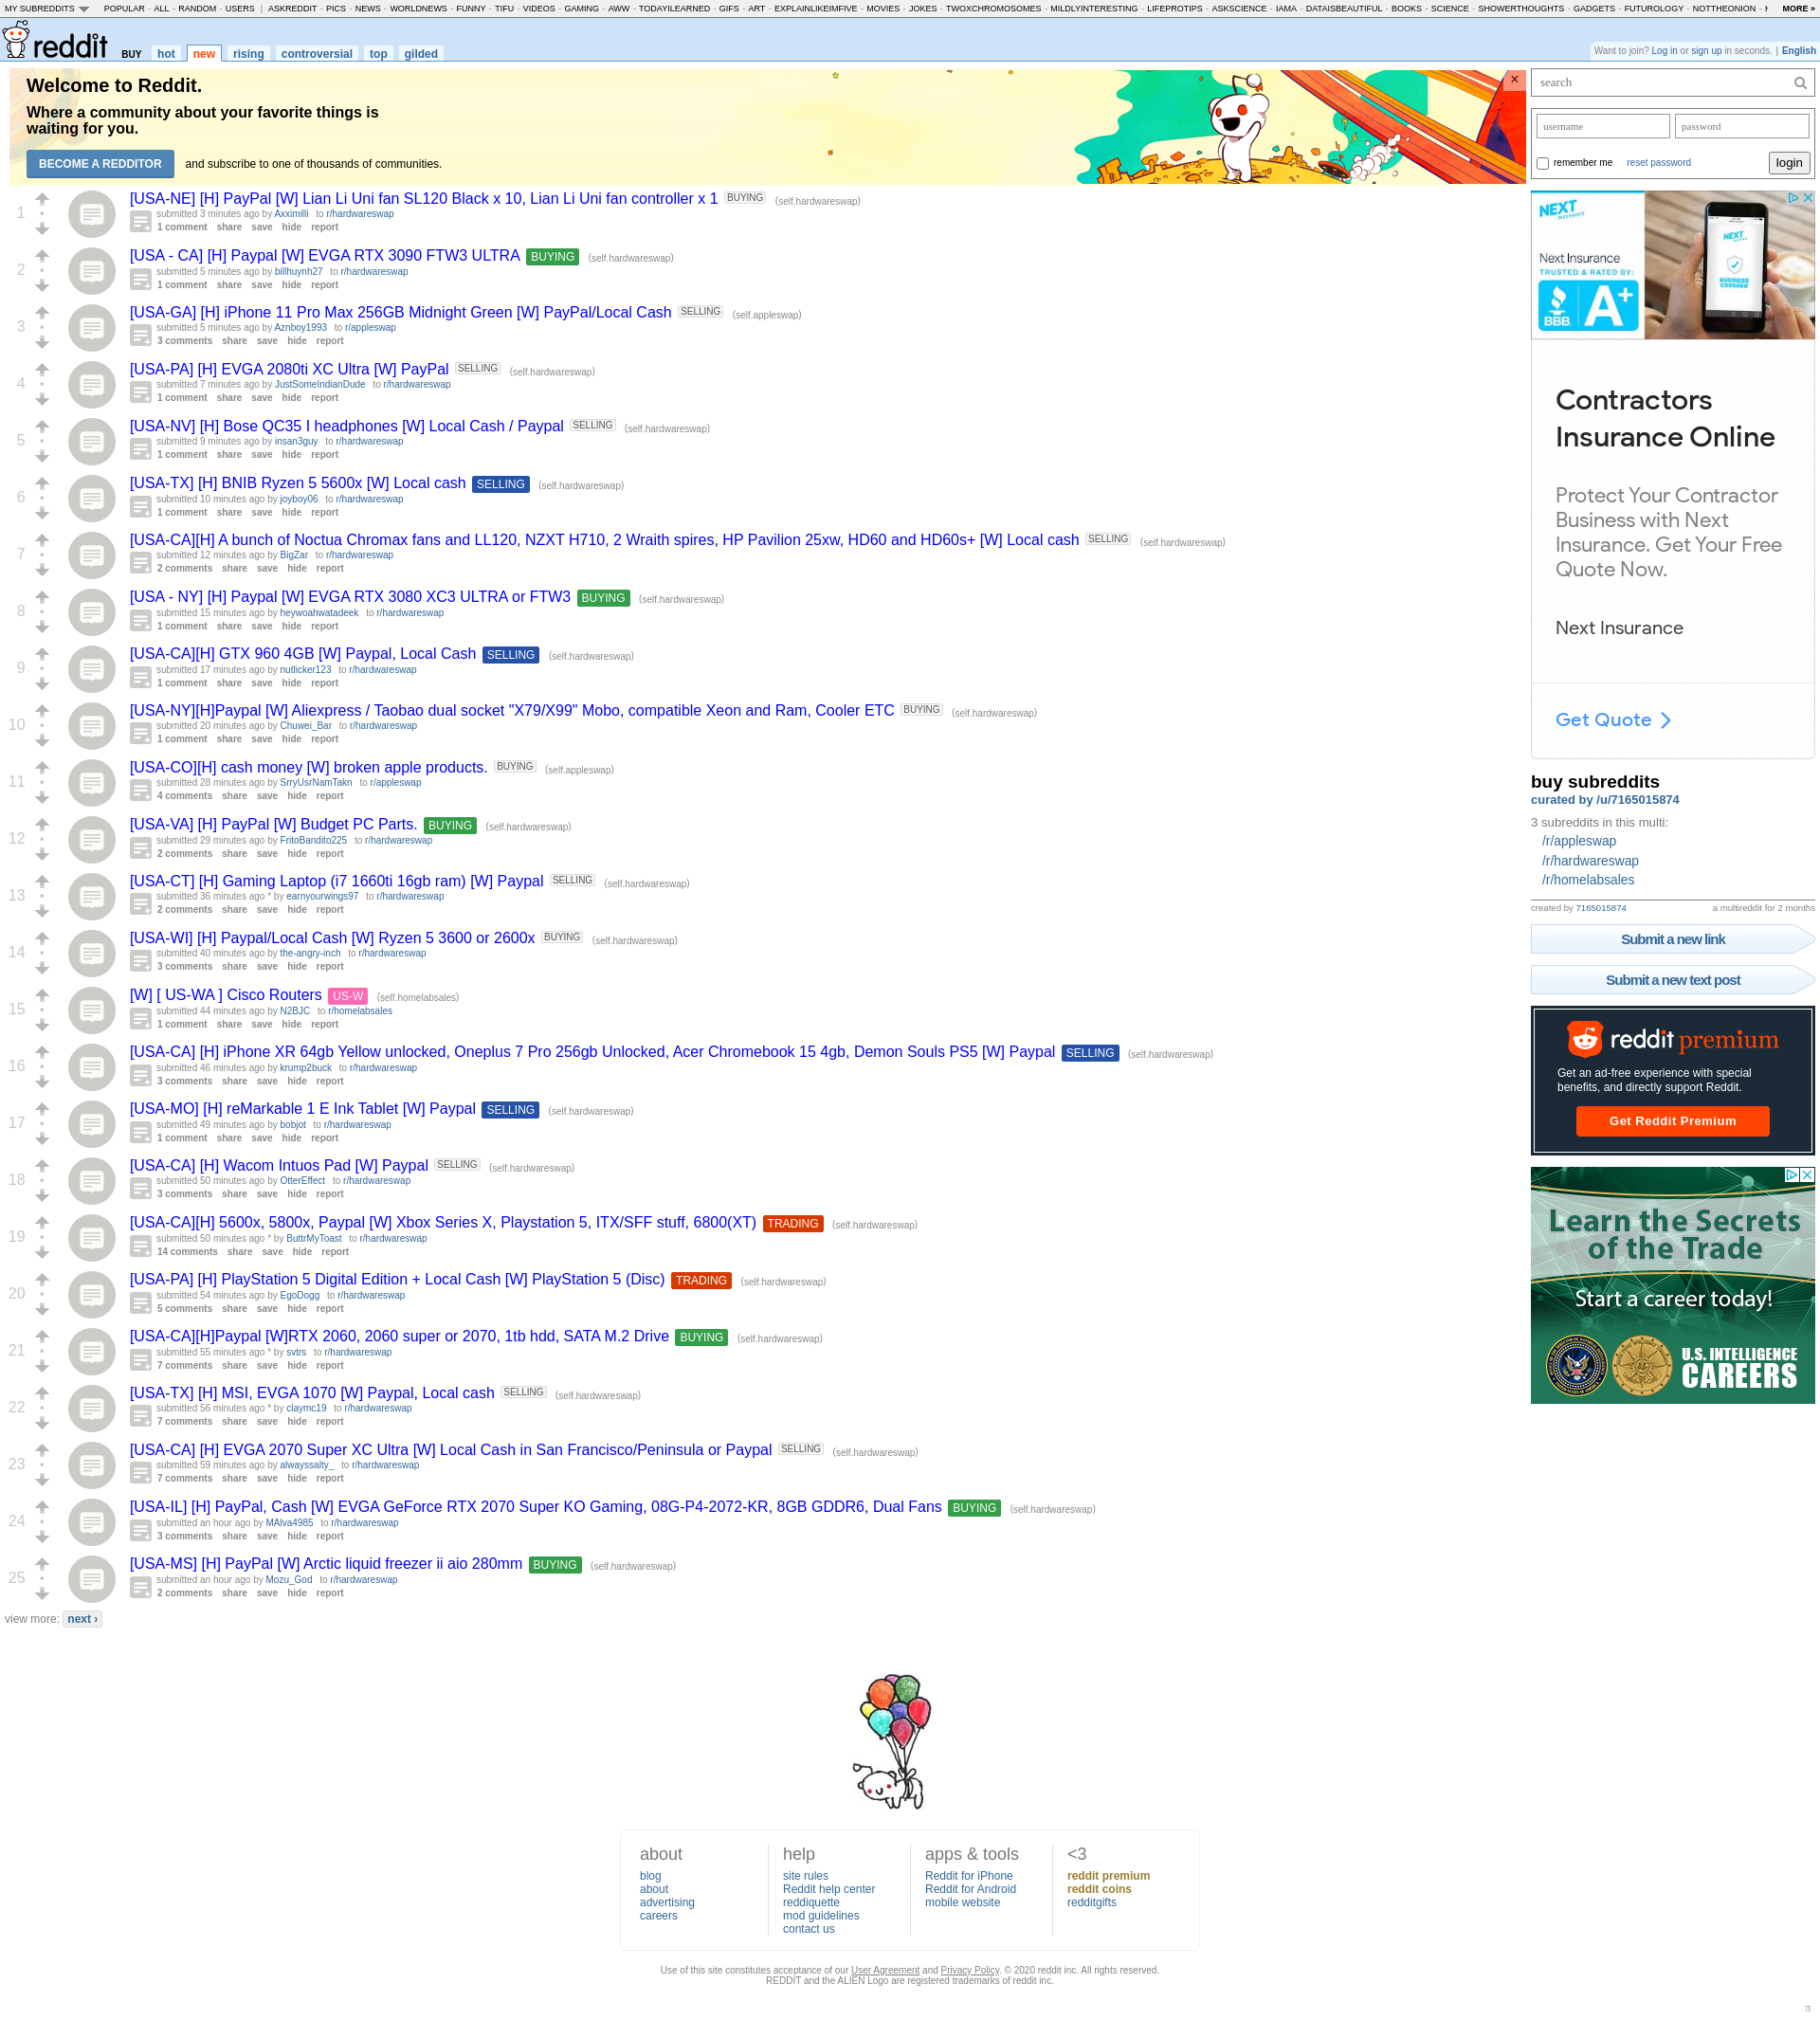 MY SUBREDDITS POPULAR - ALL - RANDOM - USERS | ASKREDDIT - PICS - NEWS - WORLDNEWS - FUNNY - TIFU - VIDEOS - GAMING - AWW - TODAYILEARNED - GIFS - ART - EXPLAINLIKEIMFIVE - MOVIES - JOKES - TWOXCHROMOSOMES - MILDLYINTERESTING - LIFEPROTIPS - ASKSCIENCE - IAMA - DATAISBEAUTIFUL - BOOKS - SCIENCE - SHOWERTHOUGHTS - GADGETS - FUTUROLOGY - NOTTHEONION - MORE »
reddit BUY hot new rising controversial top gilded
Want to join? Log in or sign up in seconds. | English
Welcome to Reddit.
Where a community about your favorite things is
waiting for you.
BECOME A REDDITOR and subscribe to one of thousands of communities.
1
[USA-NE] [H] PayPal [W] Lian Li Uni fan SL120 Black x 10, Lian Li Uni fan controller x 1 BUYING (self.hardwareswap)
submitted 3 minutes ago by Axximilli to r/hardwareswap
1 comment share save hide report
2
[USA - CA] [H] Paypal [W] EVGA RTX 3090 FTW3 ULTRA BUYING (self.hardwareswap)
submitted 5 minutes ago by billhuynh27 to r/hardwareswap
1 comment share save hide report
3
[USA-GA] [H] iPhone 11 Pro Max 256GB Midnight Green [W] PayPal/Local Cash SELLING (self.appleswap)
submitted 5 minutes ago by Aznboy1993 to r/appleswap
3 comments share save hide report
4
[USA-PA] [H] EVGA 2080ti XC Ultra [W] PayPal SELLING (self.hardwareswap)
submitted 7 minutes ago by JustSomeIndianDude to r/hardwareswap
1 comment share save hide report
5
[USA-NV] [H] Bose QC35 I headphones [W] Local Cash / Paypal SELLING (self.hardwareswap)
submitted 9 minutes ago by insan3guy to r/hardwareswap
1 comment share save hide report
6
[USA-TX] [H] BNIB Ryzen 5 5600x [W] Local cash SELLING (self.hardwareswap)
submitted 10 minutes ago by joyboy06 to r/hardwareswap
1 comment share save hide report
7
[USA-CA][H] A bunch of Noctua Chromax fans and LL120, NZXT H710, 2 Wraith spires, HP Pavilion 25xw, HD60 and HD60s+ [W] Local cash SELLING (self.hardwareswap)
submitted 12 minutes ago by BigZar to r/hardwareswap
2 comments share save hide report
8
[USA - NY] [H] Paypal [W] EVGA RTX 3080 XC3 ULTRA or FTW3 BUYING (self.hardwareswap)
submitted 15 minutes ago by heywoahwatadeek to r/hardwareswap
1 comment share save hide report
9
[USA-CA][H] GTX 960 4GB [W] Paypal, Local Cash SELLING (self.hardwareswap)
submitted 17 minutes ago by nutlicker123 to r/hardwareswap
1 comment share save hide report
10
[USA-NY][H]Paypal [W] Aliexpress / Taobao dual socket "X79/X99" Mobo, compatible Xeon and Ram, Cooler ETC BUYING (self.hardwareswap)
submitted 20 minutes ago by Chuwei_Bar to r/hardwareswap
1 comment share save hide report
11
[USA-CO][H] cash money [W] broken apple products. BUYING (self.appleswap)
submitted 28 minutes ago by SrryUsrNamTakn to r/appleswap
4 comments share save hide report
12
[USA-VA] [H] PayPal [W] Budget PC Parts. BUYING (self.hardwareswap)
submitted 29 minutes ago by FritoBandito225 to r/hardwareswap
2 comments share save hide report
13
[USA-CT] [H] Gaming Laptop (i7 1660ti 16gb ram) [W] Paypal SELLING (self.hardwareswap)
submitted 36 minutes ago * by earnyourwings97 to r/hardwareswap
2 comments share save hide report
14
[USA-WI] [H] Paypal/Local Cash [W] Ryzen 5 3600 or 2600x BUYING (self.hardwareswap)
submitted 40 minutes ago by the-angry-inch to r/hardwareswap
3 comments share save hide report
15
[W] [ US-WA ] Cisco Routers US-W (self.homelabsales)
submitted 44 minutes ago by N2BJC to r/homelabsales
1 comment share save hide report
16
[USA-CA] [H] iPhone XR 64gb Yellow unlocked, Oneplus 7 Pro 256gb Unlocked, Acer Chromebook 15 4gb, Demon Souls PS5 [W] Paypal SELLING (self.hardwareswap)
submitted 46 minutes ago by krump2buck to r/hardwareswap
3 comments share save hide report
17
[USA-MO] [H] reMarkable 1 E Ink Tablet [W] Paypal SELLING (self.hardwareswap)
submitted 49 minutes ago by bobjot to r/hardwareswap
1 comment share save hide report
18
[USA-CA] [H] Wacom Intuos Pad [W] Paypal SELLING (self.hardwareswap)
submitted 50 minutes ago by OtterEffect to r/hardwareswap
3 comments share save hide report
19
[USA-CA][H] 5600x, 5800x, Paypal [W] Xbox Series X, Playstation 5, ITX/SFF stuff, 6800(XT) TRADING (self.hardwareswap)
submitted 50 minutes ago * by ButtrMyToast to r/hardwareswap
14 comments share save hide report
20
[USA-PA] [H] PlayStation 5 Digital Edition + Local Cash [W] PlayStation 5 (Disc) TRADING (self.hardwareswap)
submitted 54 minutes ago by EgoDogg to r/hardwareswap
5 comments share save hide report
21
[USA-CA][H]Paypal [W]RTX 2060, 2060 super or 2070, 1tb hdd, SATA M.2 Drive BUYING (self.hardwareswap)
submitted 55 minutes ago * by svtrs to r/hardwareswap
7 comments share save hide report
22
[USA-TX] [H] MSI, EVGA 1070 [W] Paypal, Local cash SELLING (self.hardwareswap)
submitted 56 minutes ago * by claymc19 to r/hardwareswap
7 comments share save hide report
23
[USA-CA] [H] EVGA 2070 Super XC Ultra [W] Local Cash in San Francisco/Peninsula or Paypal SELLING (self.hardwareswap)
submitted 59 minutes ago by alwayssalty_ to r/hardwareswap
7 comments share save hide report
24
[USA-IL] [H] PayPal, Cash [W] EVGA GeForce RTX 2070 Super KO Gaming, 08G-P4-2072-KR, 8GB GDDR6, Dual Fans BUYING (self.hardwareswap)
submitted an hour ago by MAlva4985 to r/hardwareswap
3 comments share save hide report
25
[USA-MS] [H] PayPal [W] Arctic liquid freezer ii aio 280mm BUYING (self.hardwareswap)
submitted an hour ago by Mozu_God to r/hardwareswap
2 comments share save hide report
view more: next ›
search
username password
remember me reset password login
NEXT
INSURANCE
Next Insurance
TRUSTED & RATED BY:
BBB A+
NEXT
BUSINESS
COVERED
Contractors
Insurance Online
Protect Your Contractor
Business with Next
Insurance. Get Your Free
Quote Now.
Next Insurance
Get Quote
buy subreddits
curated by /u/7165015874
3 subreddits in this multi:
/r/appleswap
/r/hardwareswap
/r/homelabsales
created by 7165015874 a multireddit for 2 months
Submit a new link
Submit a new text post
reddit premium
Get an ad-free experience with special
benefits, and directly support Reddit.
Get Reddit Premium
Learn the Secrets
of the Trade
Start a career today!
U.S. INTELLIGENCE
CAREERS
about
blog
about
advertising
careers
help
site rules
Reddit help center
reddiquette
mod guidelines
contact us
apps & tools
Reddit for iPhone
Reddit for Android
mobile website
<3
reddit premium
reddit coins
redditgifts
Use of this site constitutes acceptance of our User Agreement and Privacy Policy. © 2020 reddit inc. All rights reserved.
REDDIT and the ALIEN Logo are registered trademarks of reddit inc.
π